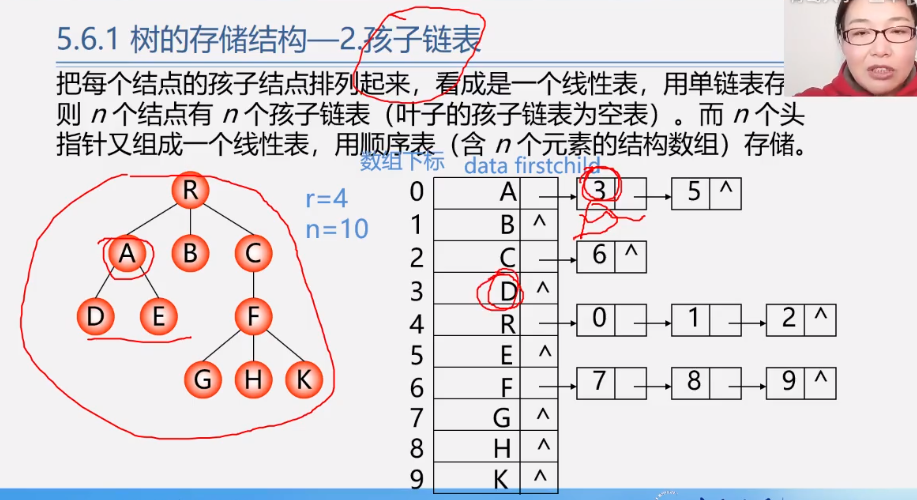 5.6.1 树的存储结构—2.孩子链表
把每个结点的孩子结点排列起来，看成是一个线性表，用单链表存
则 n 个结点有 n 个孩子链表（叶子的孩子链表为空表）。而 n 个头
指针又组成一个线性表，用顺序表（含 n 个元素的结构数组）存储。
数组下标 data firstchild
R
A B C
D E F
G H K
r=4
n=10
0 A 3 5 ^
1 B ^
2 C 6 ^
3 D ^
4 R 0 1 2 ^
5 E ^
6 F 7 8 9 ^
7 G ^
8 H ^
9 K ^